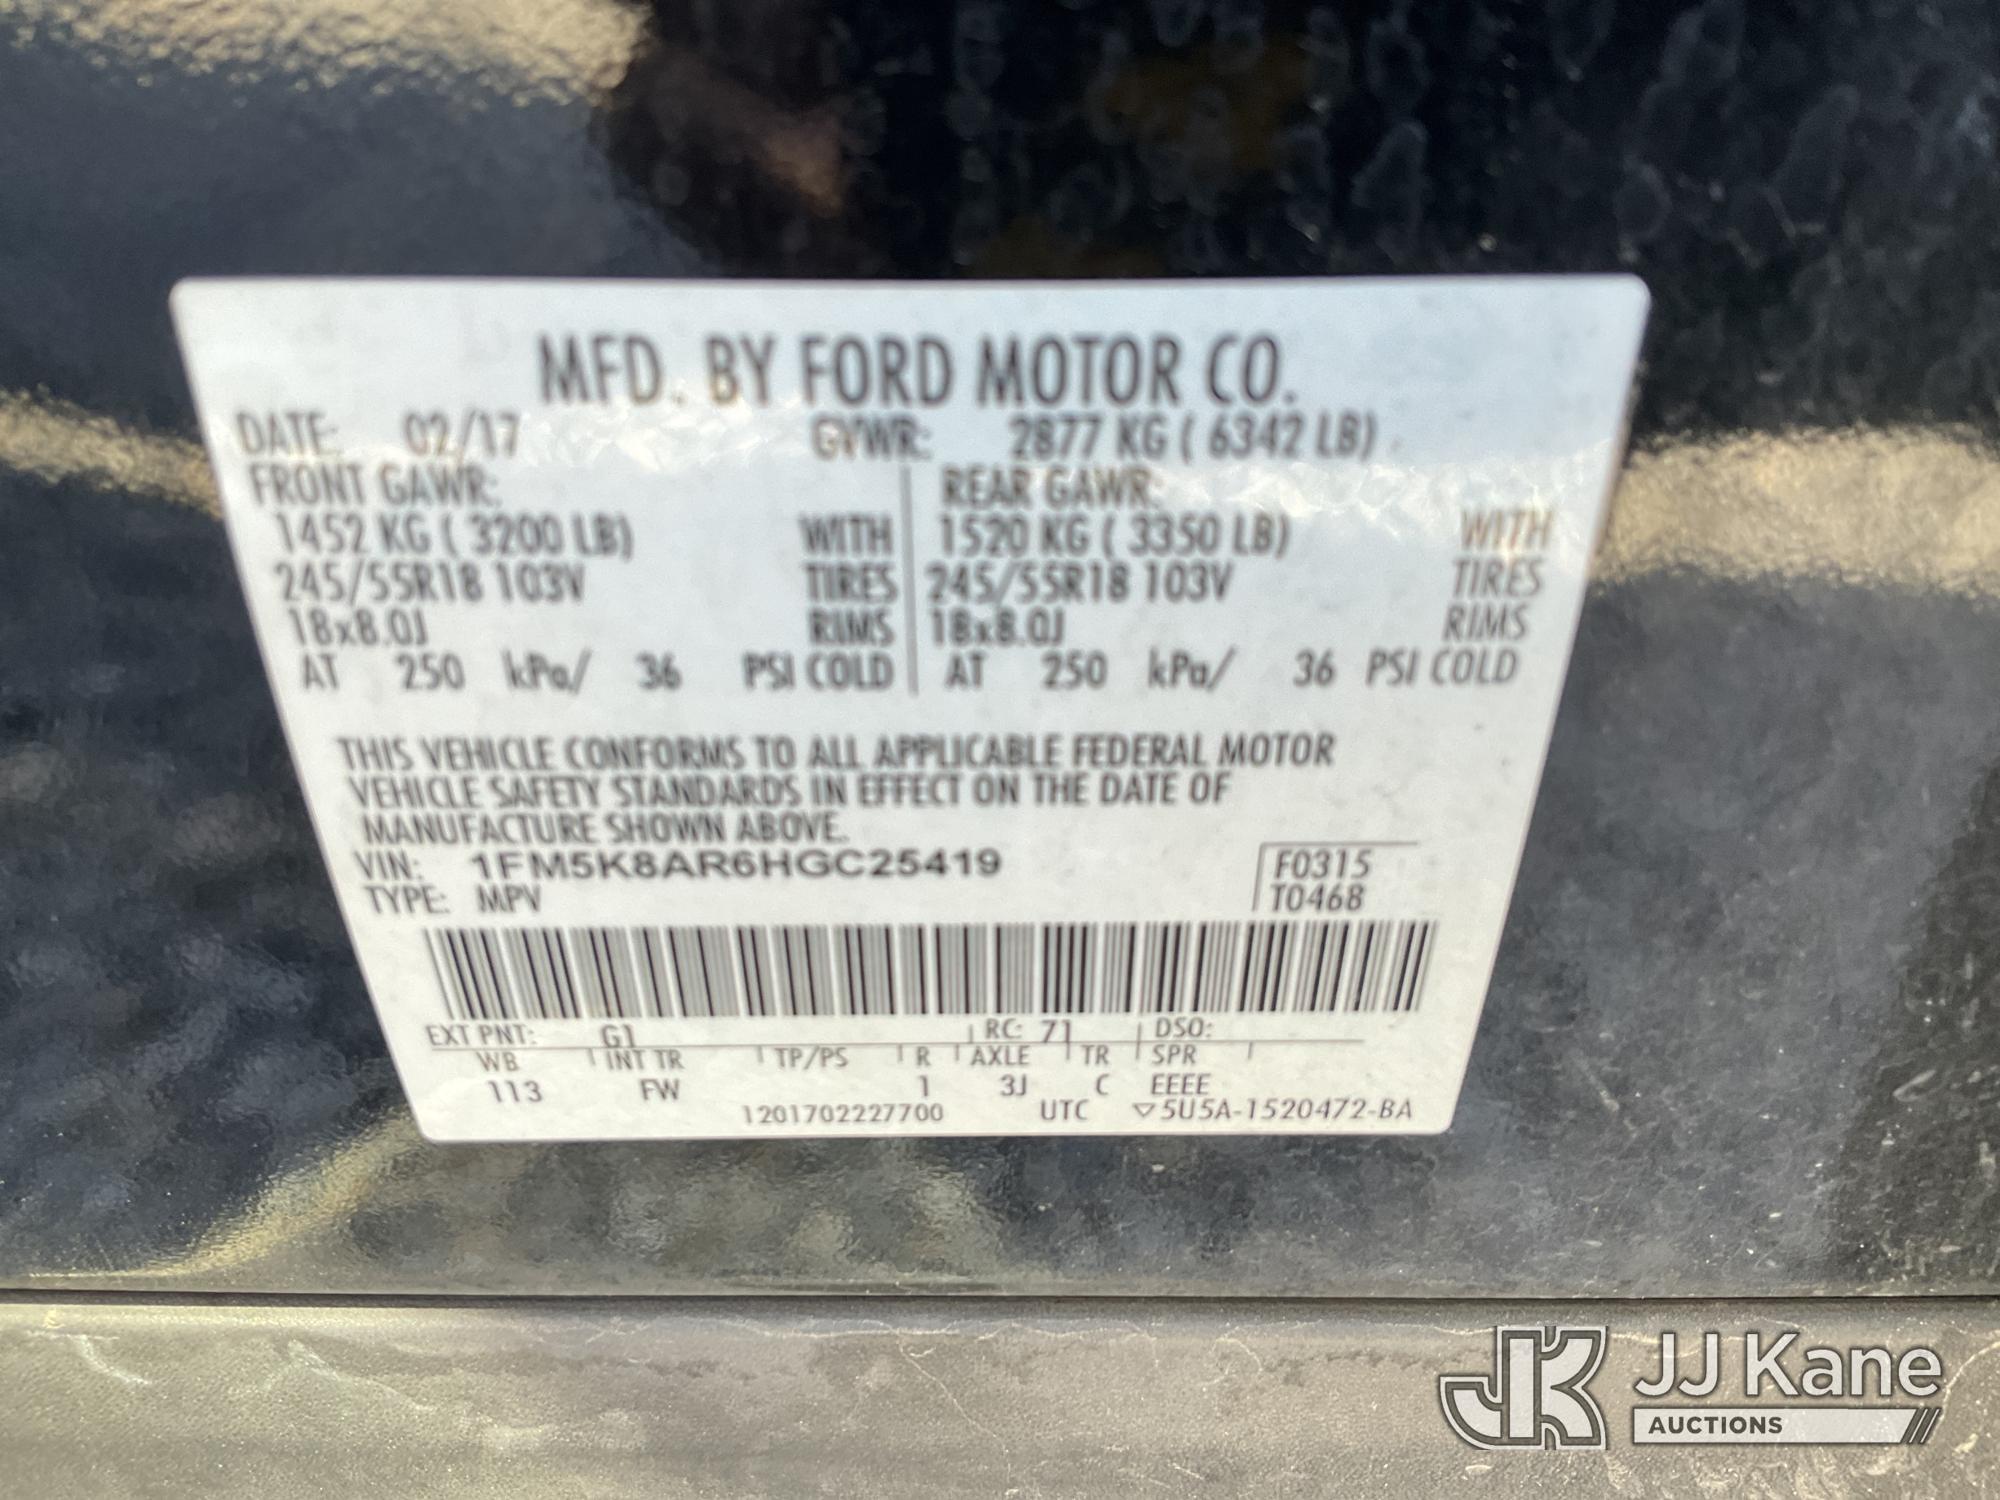 MFD. BY FORD MOTOR CO.
DATE: 02/17 GVWR: 2877 KG ( 6342 LB)
FRONT GAWR: REAR GAWR:
1452 KG ( 3200 LB) WITH 1520 KG ( 3350 LB) WITH
245/55R18 103V TIRES 245/55R18 103V TIRES
18x8.0J RIMS 18x8.0J RIMS
AT 250 kPa/ 36 PSI COLD AT 250 kPa/ 36 PSI COLD
THIS VEHICLE CONFORMS TO ALL APPLICABLE FEDERAL MOTOR
VEHICLE SAFETY STANDARDS IN EFFECT ON THE DATE OF
MANUFACTURE SHOWN ABOVE.
VIN: 1FM5K8AR6HGC25419 F0315
TYPE: MPV T0468
EXT PNT: G1 RC: 71 DSO:
WB INT TR TP/PS R AXLE TR SPR
113 FW 1 3J C EEEE
1201702227700 UTC ▽5U5A-1520472-BA
JK JJ Kane
AUCTIONS